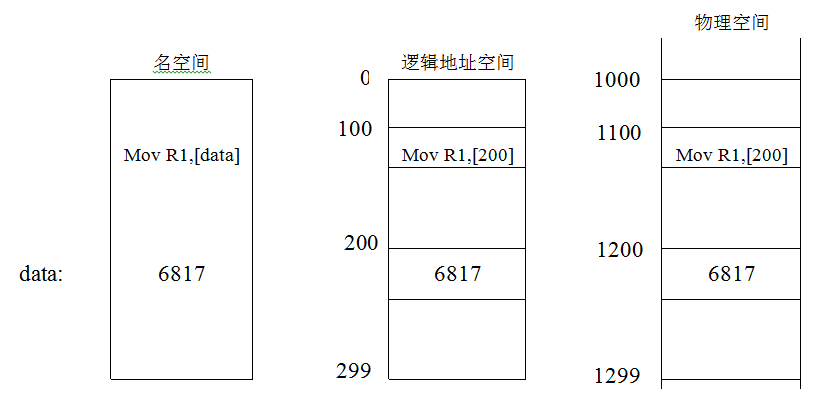 名空间
Mov R1,[data]
data:
6817
逻辑地址空间
0
100
Mov R1,[200]
200
6817
299
物理空间
1000
1100
Mov R1,[200]
1200
6817
1299